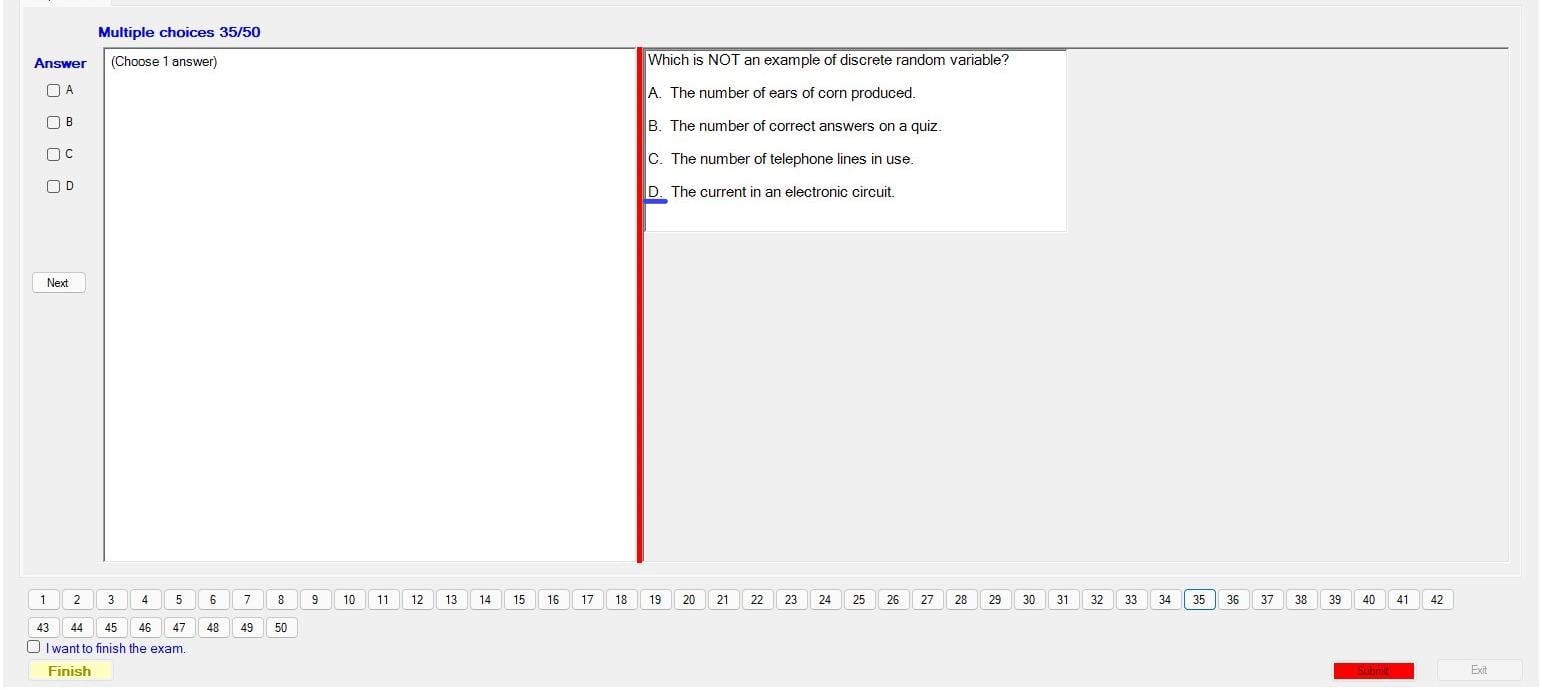 Multiple choices 35/50
Answer
(Choose 1 answer)
A
B
C
D
Next
Which is NOT an example of discrete random variable?
A. The number of ears of corn produced.
B. The number of correct answers on a quiz.
C. The number of telephone lines in use.
D. The current in an electronic circuit.
1 2 3 4 5 6 7 8 9 10 11 12 13 14 15 16 17 18 19 20 21 22 23 24 25 26 27 28 29 30 31 32 33 34 35 36 37 38 39 40 41 42
43 44 45 46 47 48 49 50
I want to finish the exam.
Finish
Submit
Exit